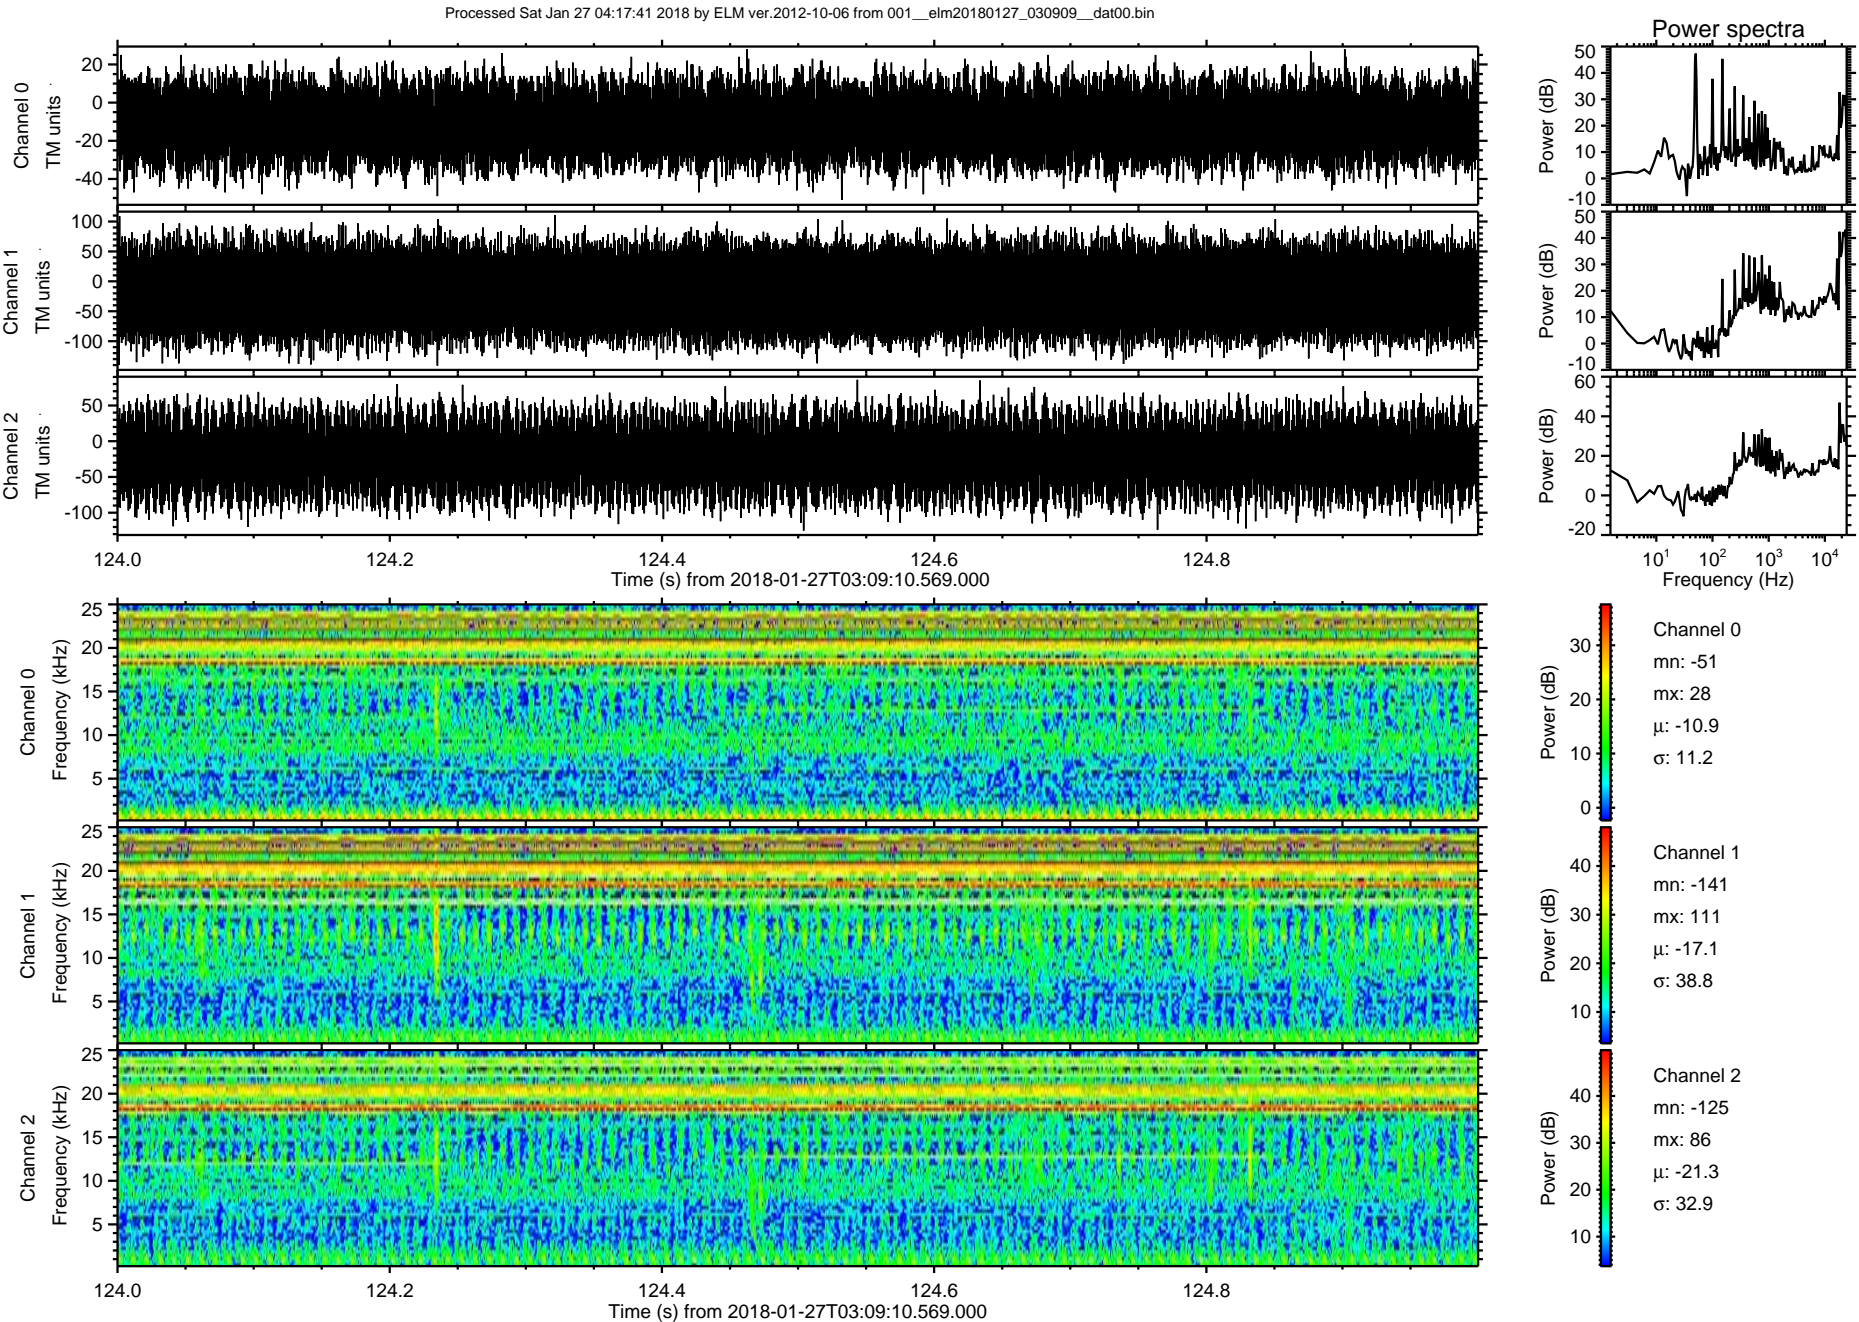 Processed Sat Jan 27 04:17:41 2018 by ELM ver.2012-10-06 from 001__elm20180127_030909__dat00.bin
Power spectra
Channel 0
TM units
20
0
-20
-40
Power (dB)
50
40
30
20
10
0
-10
Channel 1
TM units
100
50
0
-50
-100
Power (dB)
50
40
30
20
10
0
-10
Channel 2
TM units
50
0
-50
-100
Power (dB)
60
40
20
0
-20
124.0 124.2 124.4 124.6 124.8
Time (s) from 2018-01-27T03:09:10.569.000
10^1 10^2 10^3 10^4
Frequency (Hz)
Channel 0
Frequency (kHz)
25
20
15
10
5
Power (dB)
30
20
10
0
Channel 0
mn: -51
mx: 28
μ: -10.9
σ: 11.2
Channel 1
Frequency (kHz)
25
20
15
10
5
Power (dB)
40
30
20
10
Channel 1
mn: -141
mx: 111
μ: -17.1
σ: 38.8
Channel 2
Frequency (kHz)
25
20
15
10
5
Power (dB)
40
30
20
10
Channel 2
mn: -125
mx: 86
μ: -21.3
σ: 32.9
124.0 124.2 124.4 124.6 124.8
Time (s) from 2018-01-27T03:09:10.569.000